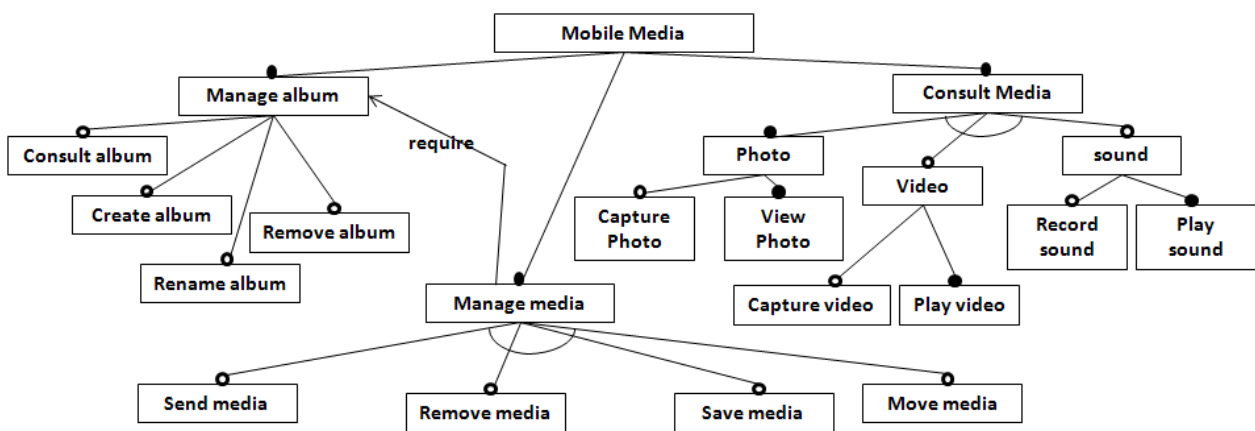 Mobile Media
Manage album
Consult Media
require
Consult album
Photo
sound
Video
Create album
Remove album
Capture
Photo
View
Photo
Record
sound
Play
sound
Rename album
Manage media
Capture video
Play video
Send media
Remove media
Save media
Move media